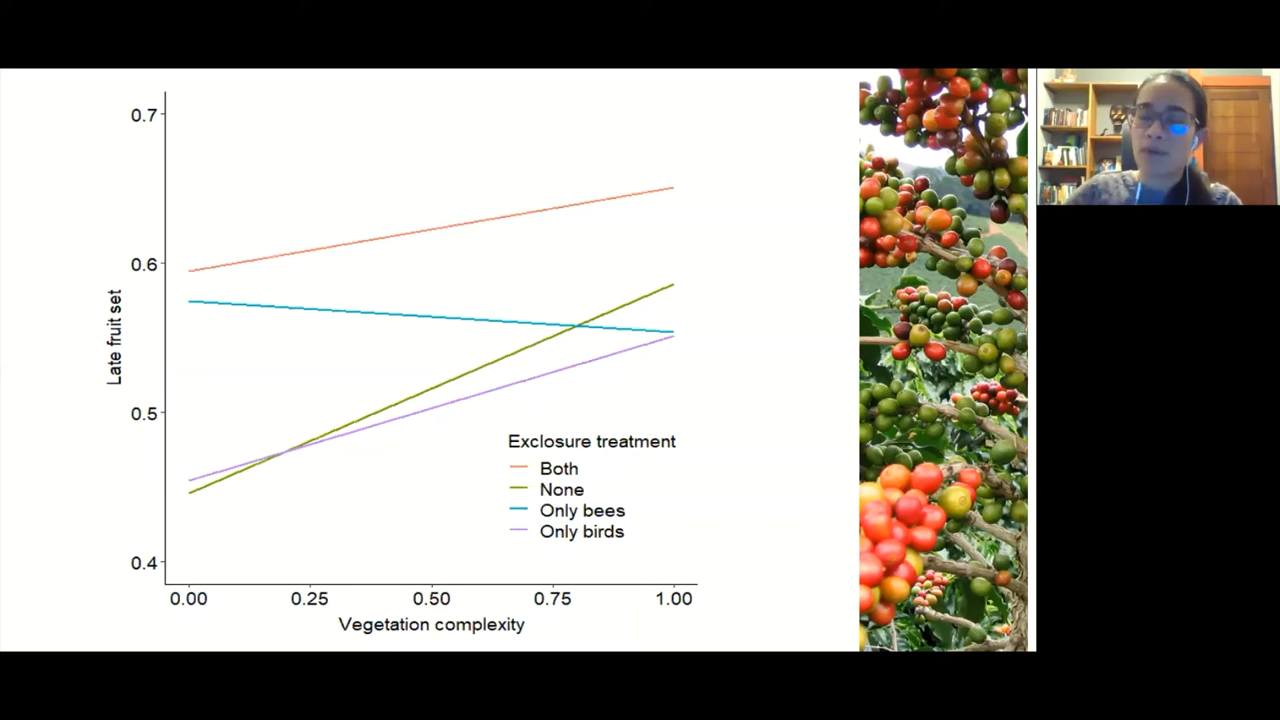 0.7
0.6
0.5
0.4
Late fruit set
Exclosure treatment
Both
None
Only bees
Only birds
0.00 0.25 0.50 0.75 1.00
Vegetation complexity